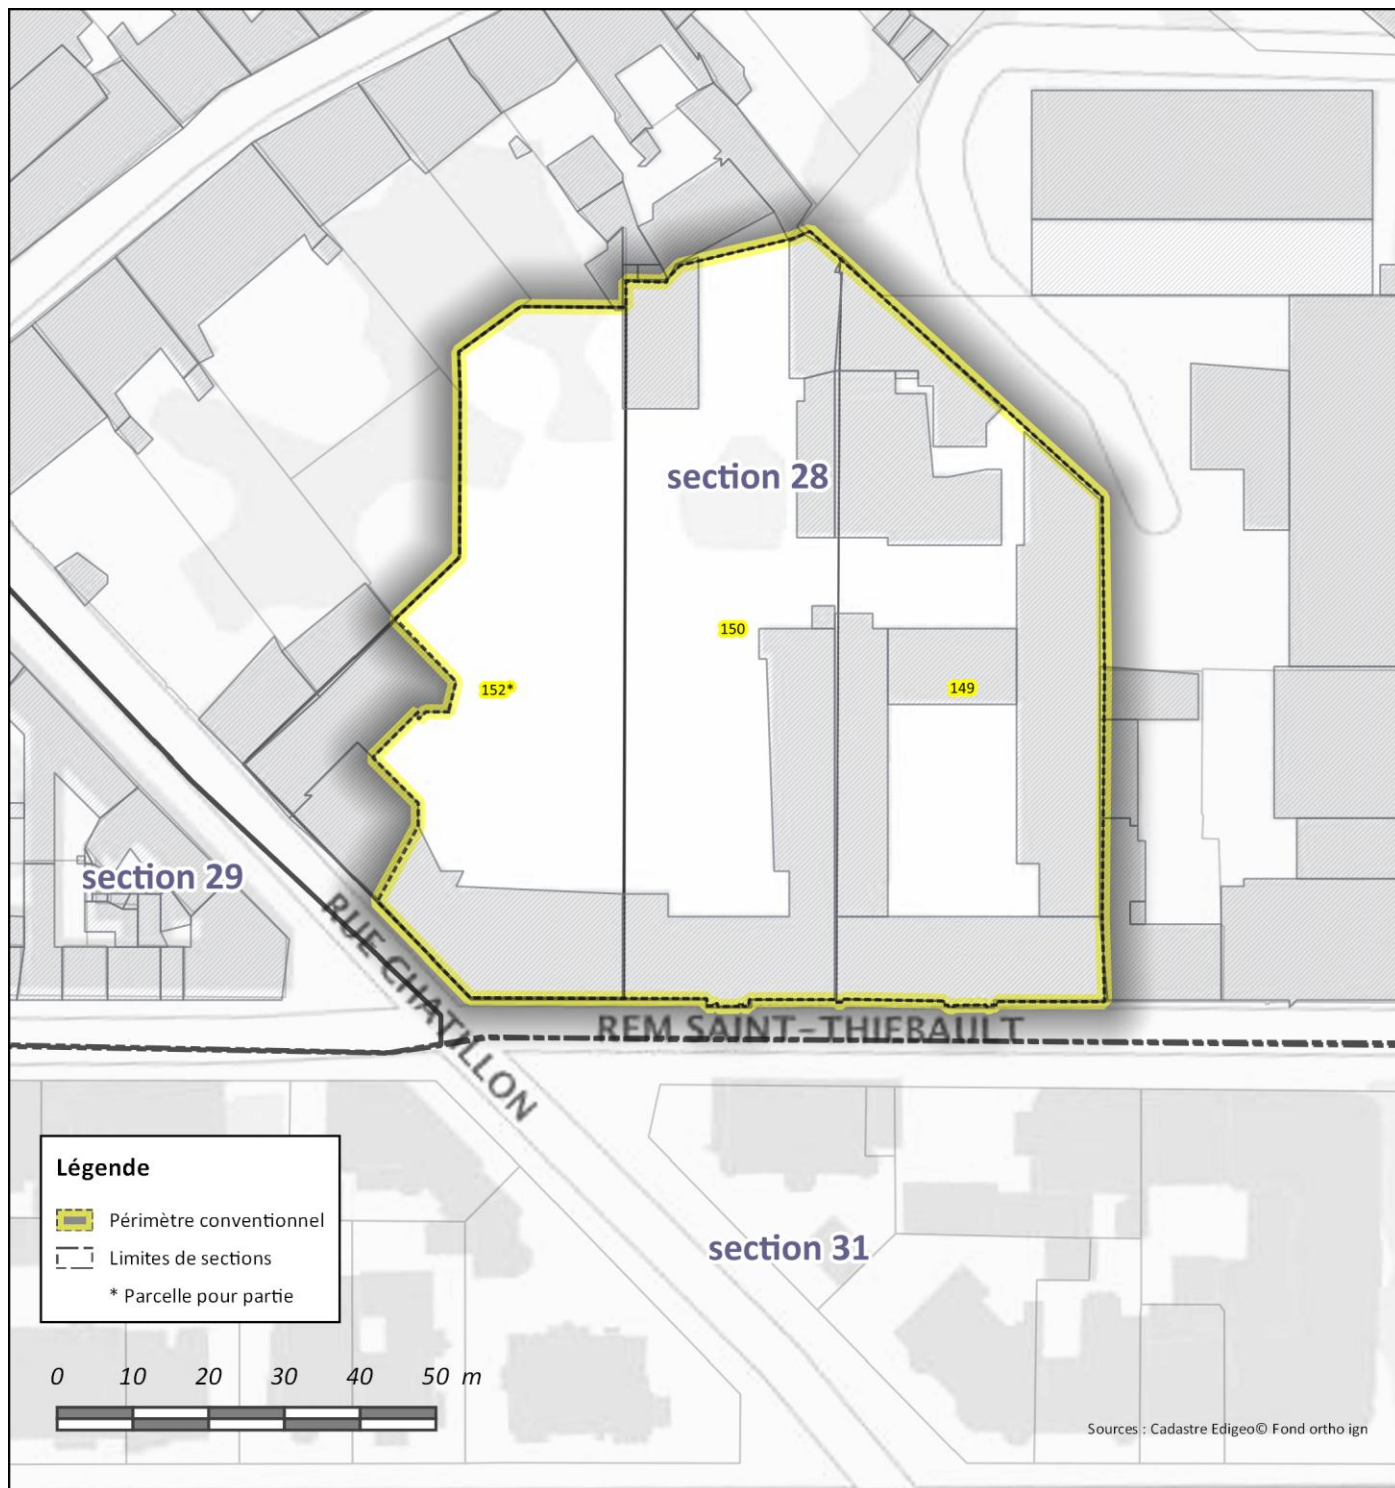 section 28
150
152*
149
section 29
RUE CHATILLON
REM SAINT-THIEBAULT
section 31
Légende
Périmètre conventionnel
Limites de sections
* Parcelle pour partie
0 10 20 30 40 50 m
Sources : Cadastre Edigeo© Fond ortho ign